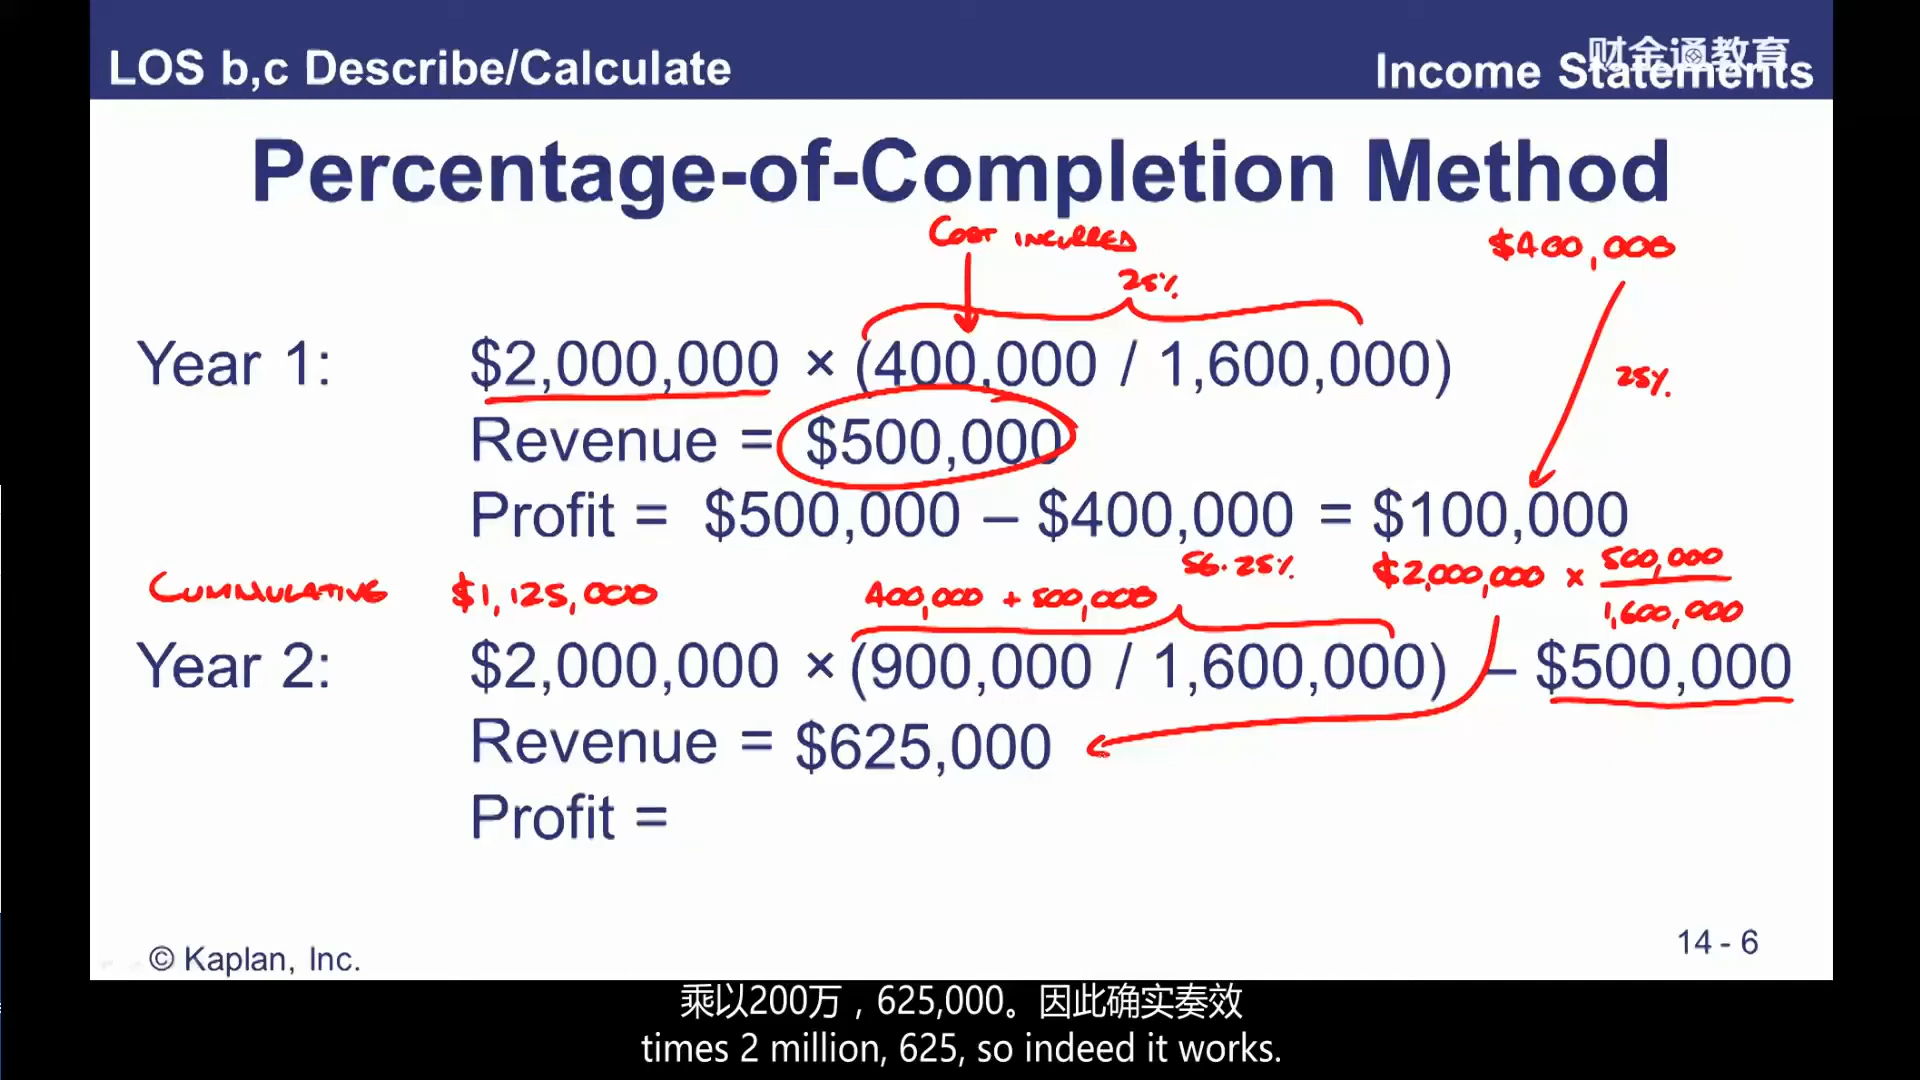 LOS b,c Describe/Calculate
Income Statements
财金通教育
Percentage-of-Completion Method
COST INCURRED
$400,000
25%
Year 1: $2,000,000 × (400,000 / 1,600,000)
25%
Revenue = $500,000
Profit = $500,000 – $400,000 = $100,000
CUMMULATIVE $1,125,000
400,000 + 500,000
56.25%
$2,000,000 × 500,000
1,600,000
Year 2: $2,000,000 × (900,000 / 1,600,000) – $500,000
Revenue = $625,000
Profit =
© Kaplan, Inc.
14 - 6
乘以200万，625,000。因此确实奏效
times 2 million, 625, so indeed it works.